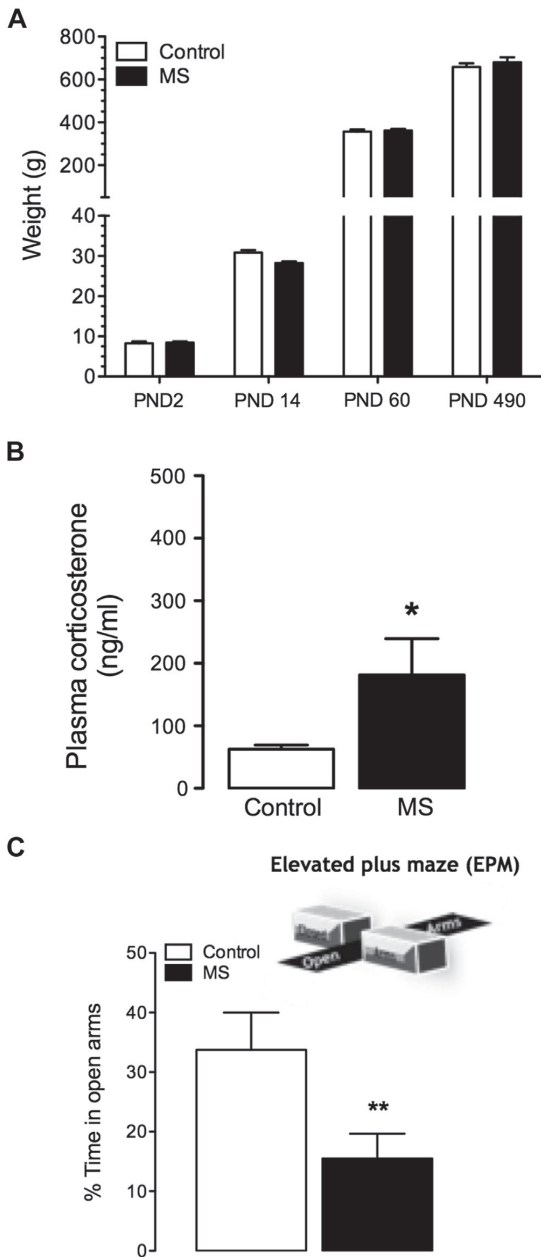 A
800
600
400
200
40
30
20
10
0
Weight (g)
Control
MS
PND2 PND 14 PND 60 PND 490
B
500
400
300
200
100
0
Plasma corticosterone
(ng/ml)
*
Control MS
C
Elevated plus maze (EPM)
Open
Arms
50
40
30
20
10
0
% Time in open arms
Control
MS
**